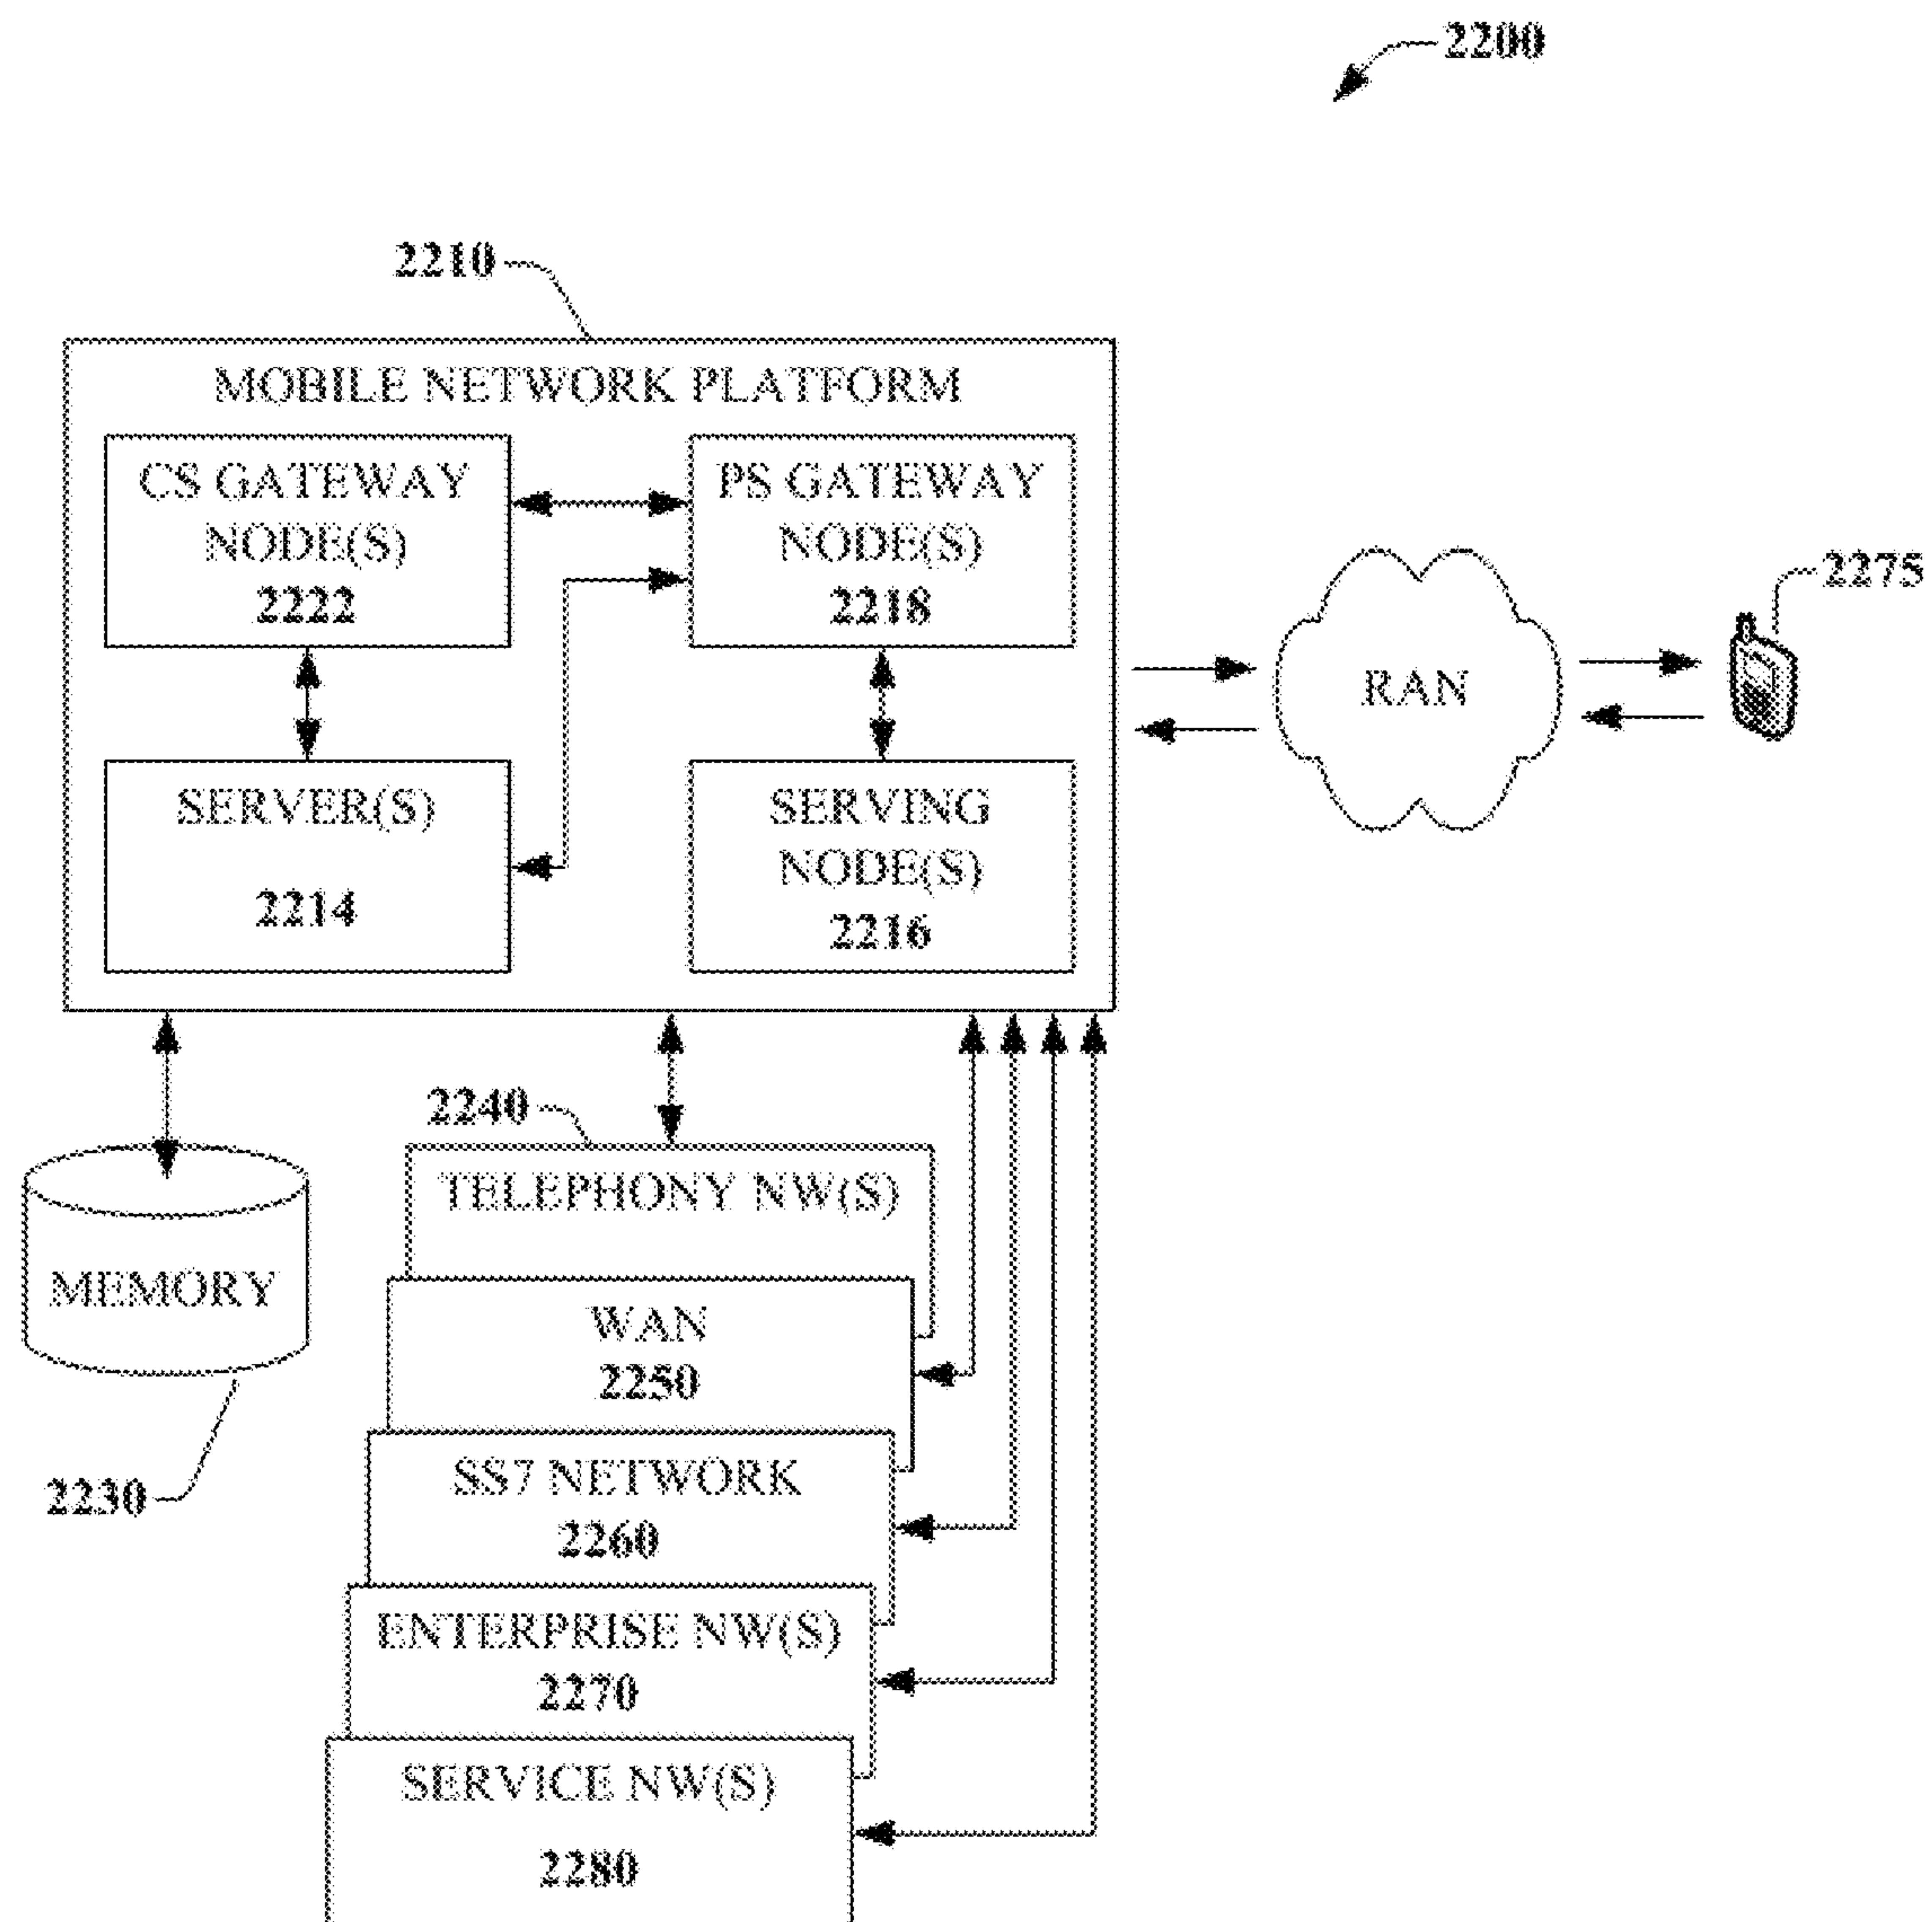 2200
2210
MOBILE NETWORK PLATFORM
CS GATEWAY
NODE(S)
2222
PS GATEWAY
NODE(S)
2218
SERVER(S)
2214
SERVING
NODE(S)
2216
RAN
2275
2240
TELEPHONY NW(S)
MEMORY
2230
WAN
2250
SS7 NETWORK
2260
ENTERPRISE NW(S)
2270
SERVICE NW(S)
2280